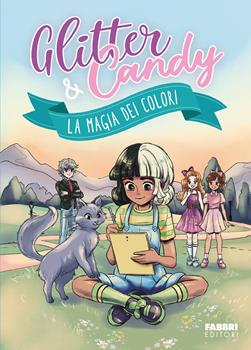 Glitter
& Candy
LA MAGIA DEI COLORI
FABBRI
EDITORI